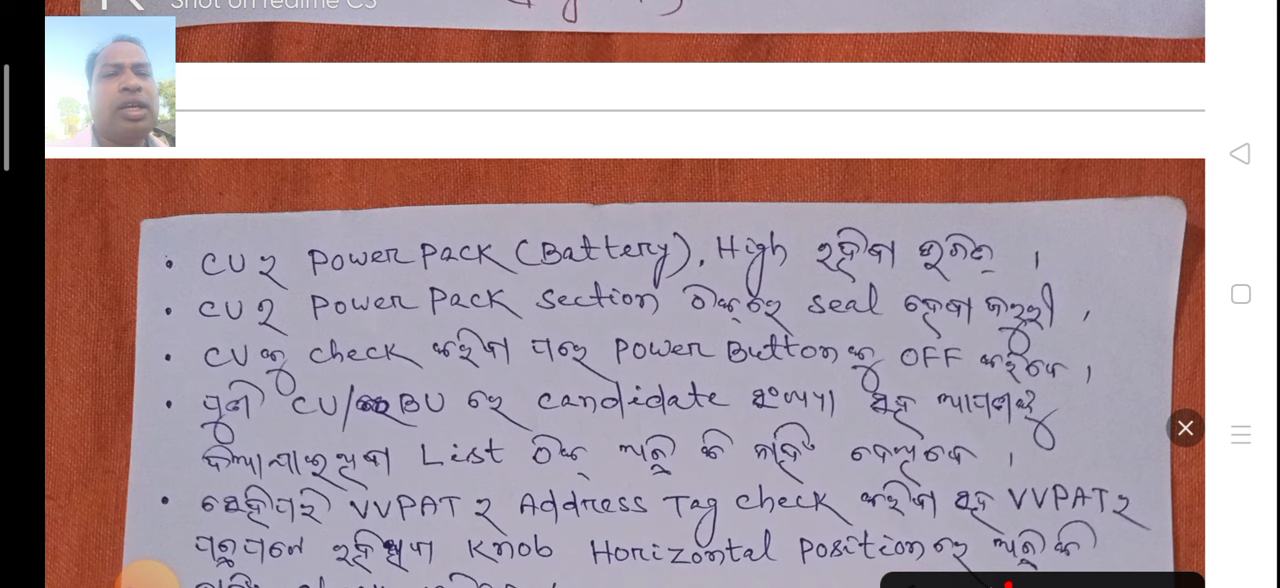 Shot on realme C3
• CU ର Power Pack (Battery), High ରହିବା ଭୁଚିତ୍ ।
• CU ର Power Pack Section ଠିକ୍‌ରେ Seal ହେବା ଜରୁରୀ ।
• CU କୁ check କରିବା ପରେ Power Button କୁ OFF କରିବେ ।
• ପୁଣି CU/BU ରେ candidate ସଂଖ୍ୟା ସହ ଆପଣଙ୍କୁ
ଦିଆଯାଇଥିବା List ଠିକ୍ ଅଛି କି ନାହିଁ ଦେଖିବେ ।
• ସେହିପରି VVPAT ର Address Tag check କରିବା ସହ VVPAT ର
ପଛପଟେ ରହିଥିବା Knob Horizontal Position ରେ ଅଛି କି